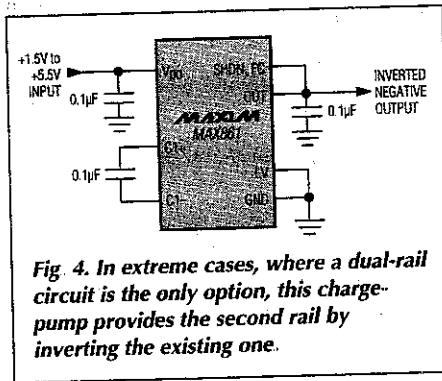 +1.5V to
+5.5V
INPUT
VDD
SHDN, FC
OUT
INVERTED
NEGATIVE
OUTPUT
0.1μF
0.1μF
MAXIM
MAX861
C1+
0.1μF
C1-
LV
GND
Fig. 4. In extreme cases, where a dual-rail
circuit is the only option, this charge-
pump provides the second rail by
inverting the existing one.